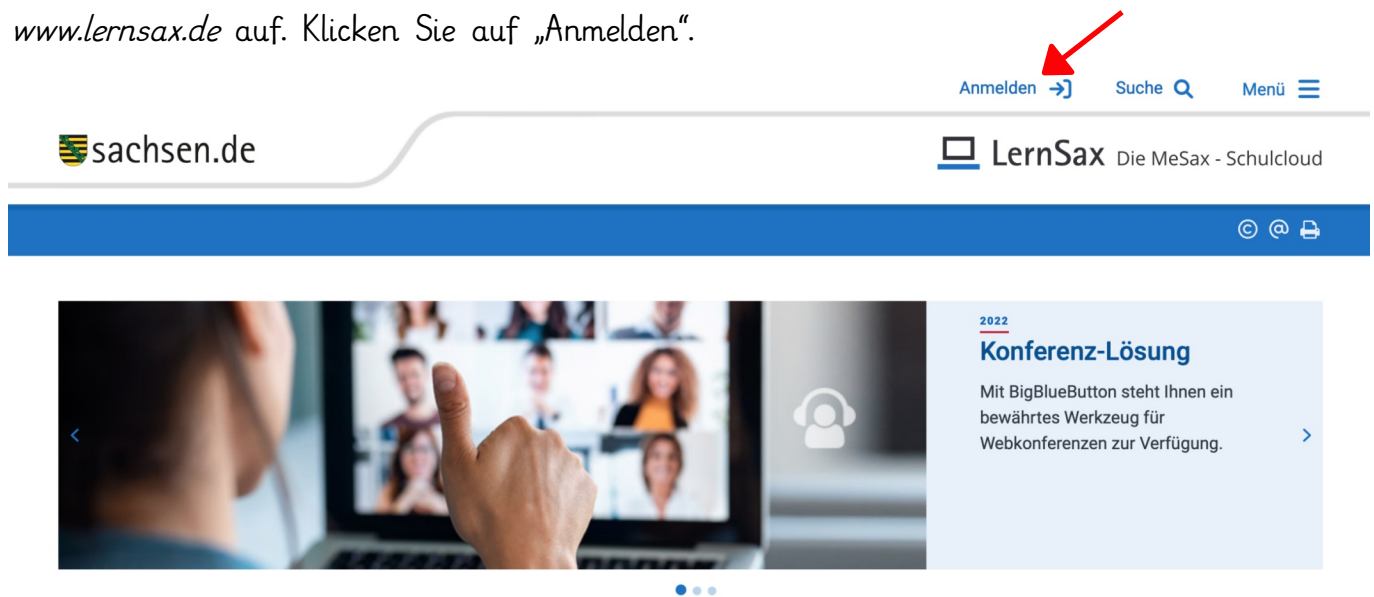 www.lernsax.de auf. Klicken Sie auf „Anmelden“.
Anmelden Suche Menü
sachsen.de
LernSax Die MeSax - Schulcloud
© @
2022
Konferenz-Lösung
Mit BigBlueButton steht Ihnen ein
bewährtes Werkzeug für
Webkonferenzen zur Verfügung.